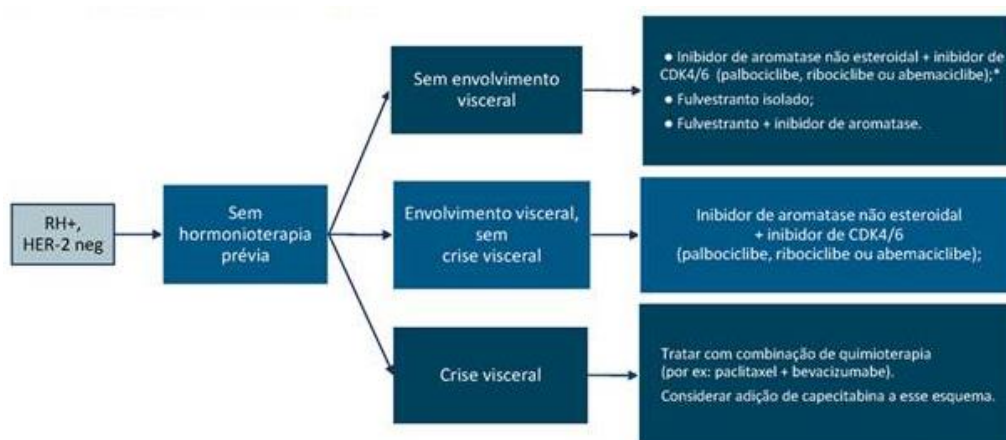 RH+,
HER-2 neg
Sem
hormonioterapia
prévia
Sem envolvimento
visceral
● Inibidor de aromatase não esteroidal + inibidor de
CDK4/6 (palbociclibe, ribociclibe ou abemaciclibe);*
● Fulvestranto isolado;
● Fulvestranto + inibidor de aromatase.
Envolvimento visceral,
sem
crise visceral
Inibidor de aromatase não esteroidal
+ inibidor de CDK4/6
(palbociclibe, ribociclibe ou abemaciclibe);
Crise visceral
Tratar com combinação de quimioterapia
(por ex: paclitaxel + bevacizumabe).
Considerar adição de capecitabina a esse esquema.